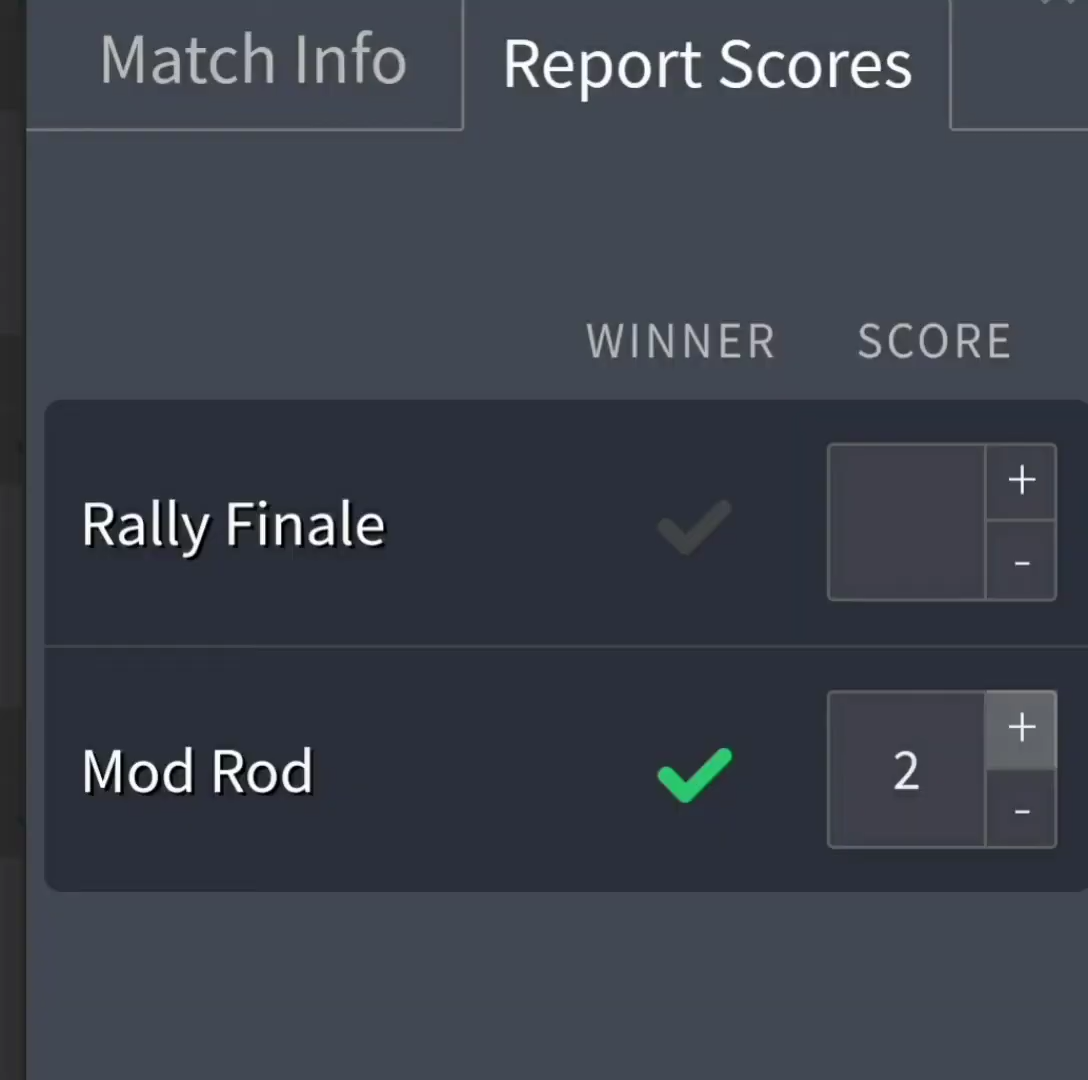 Match Info
Report Scores
WINNER
SCORE
Rally Finale
+
-
Mod Rod
2
+
-